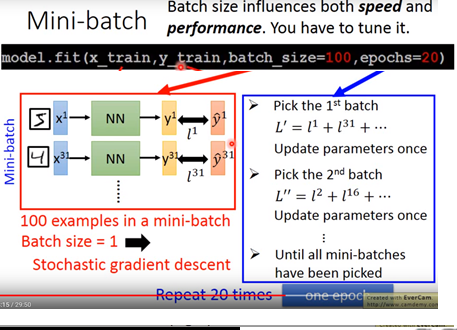 Mini-batch
Batch size influences both speed and
performance. You have to tune it.
model.fit(x_train,y_train,batch_size=100,epochs=20)
Mini-batch
5 x¹ NN y¹ ŷ¹
l¹
4 x³¹ NN y³¹ ŷ³¹
l³¹
100 examples in a mini-batch
Batch size = 1
Stochastic gradient descent
Pick the 1st batch
L′ = l¹ + l³¹ + ⋯
Update parameters once
Pick the 2nd batch
L′′ = l² + l¹⁶ + ⋯
Update parameters once
Until all mini-batches
have been picked
Repeat 20 times
one epoch
:15 / 29:50
Created with EverCam
http://www.camdemy.com